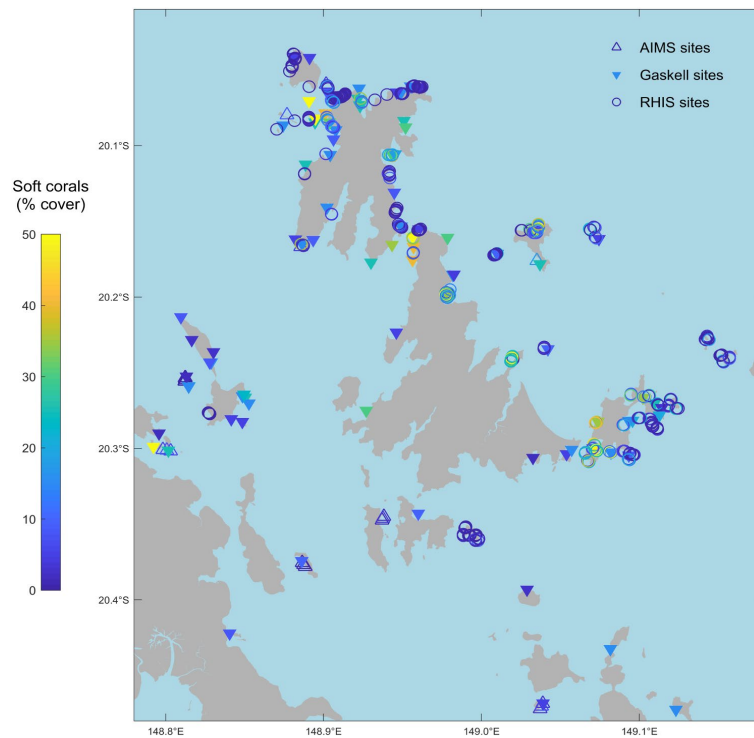 AIMS sites
Gaskell sites
RHIS sites
20.1°S
Soft corals
(% cover)
50
40
30
20
10
0
20.2°S
20.3°S
20.4°S
148.8°E
148.9°E
149.0°E
149.1°E